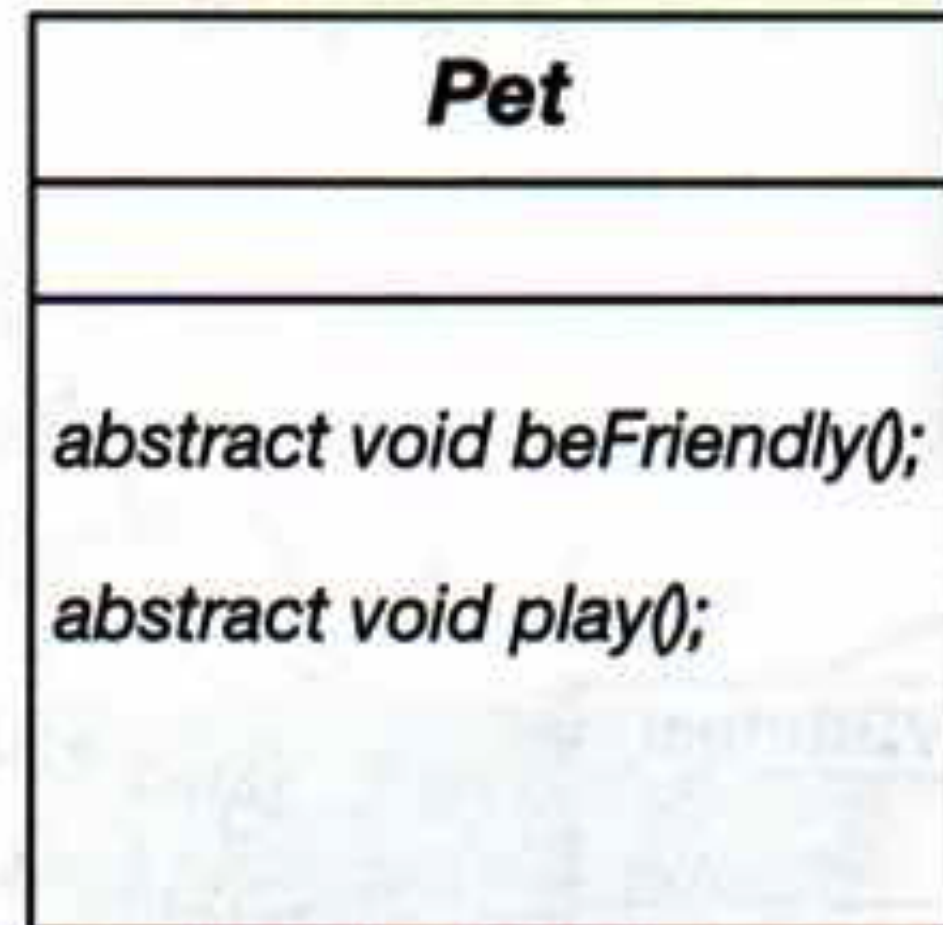 Pet
abstract void beFriendly();
abstract void play();